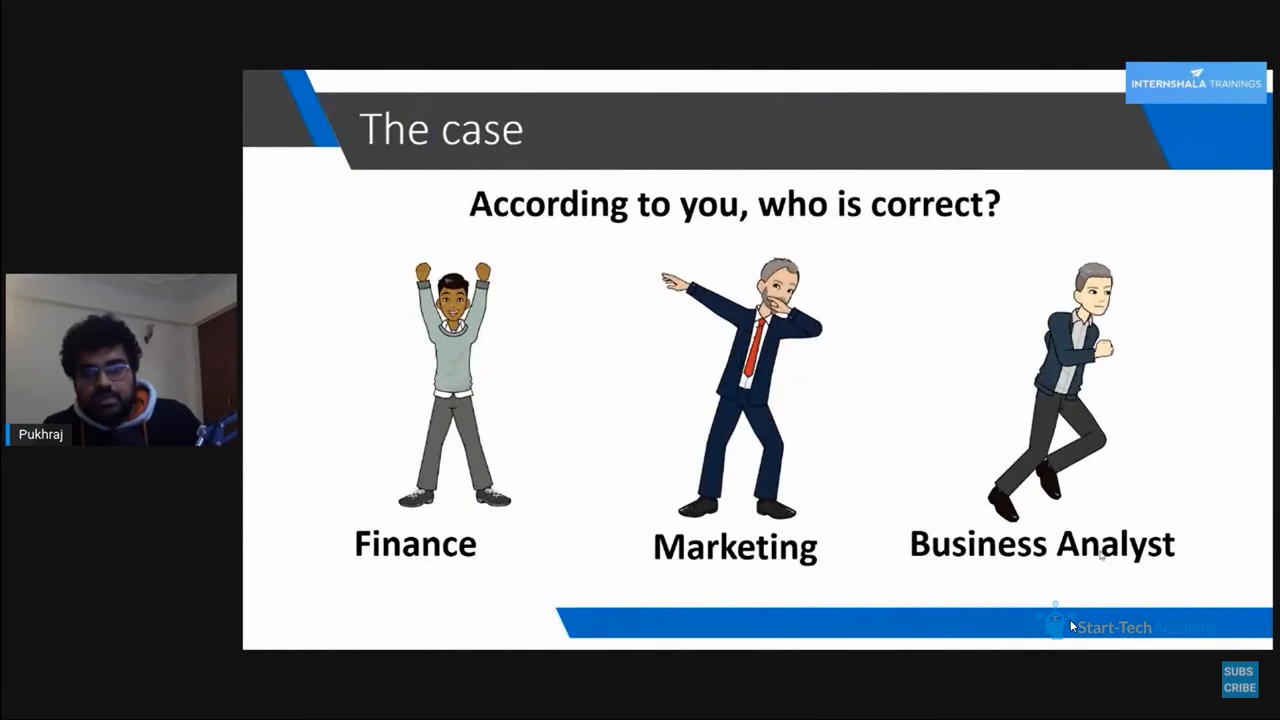 INTERNSHALA TRAININGS
The case
According to you, who is correct?
Pukhraj
Finance
Marketing
Business Analyst
Start-Tech Academy
SUBS
CRIBE